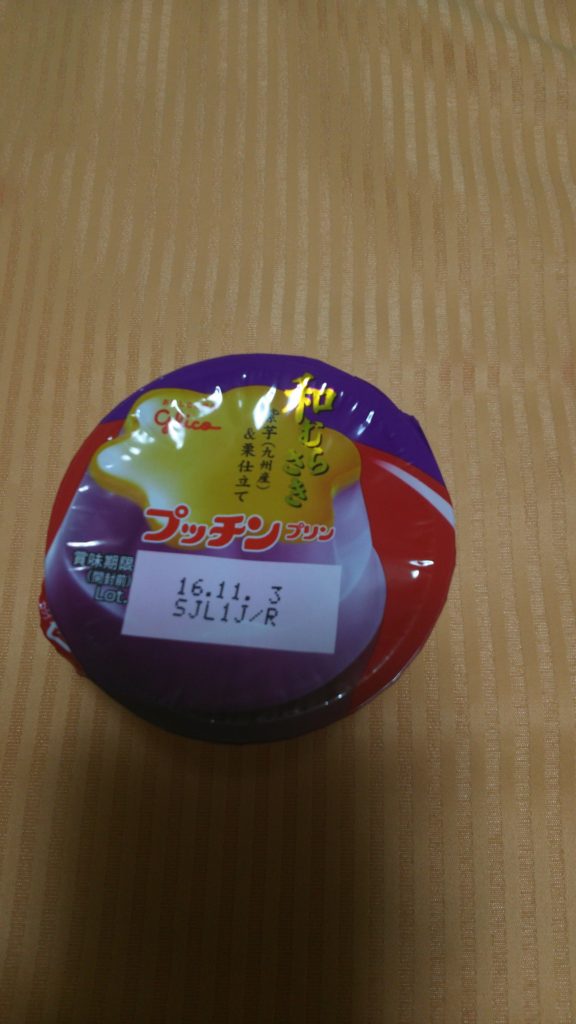 glico
和むらさき
紫芋(九州産)
&栗仕立て
プッチンプリン
賞味期限
(開封前)
Lot.
16.11. 3
SJL1J/R